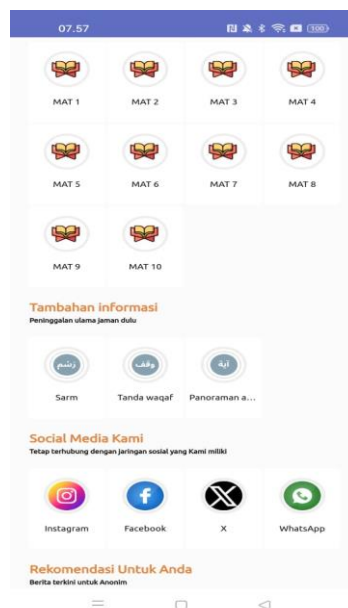 07.57
100
MAT 1 MAT 2 MAT 3 MAT 4
MAT 5 MAT 6 MAT 7 MAT 8
MAT 9 MAT 10
Tambahan informasi
Peninggalan ulama jaman dulu
رَسْم وقف آية
Sarm Tanda waqaf Panoraman a...
Social Media Kami
Tetap terhubung dengan jaringan sosial yang Kami miliki
Instagram Facebook X WhatsApp
Rekomendasi Untuk Anda
Berita terkini untuk Anonim